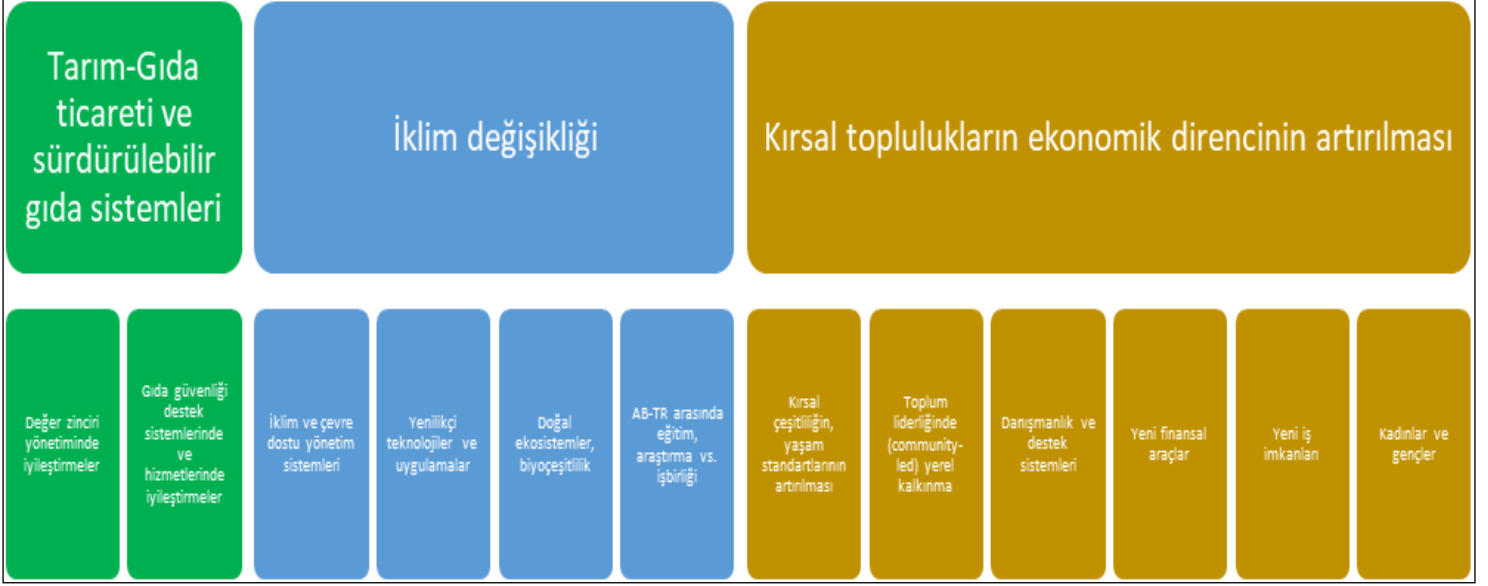 Tarım-Gıda
ticareti ve
sürdürülebilir
gıda sistemleri
İklim değişikliği
Kırsal toplulukların ekonomik direncinin artırılması
Değer zinciri
yönetiminde
iyileştirmeler
Gıda güvenliği
destek
sistemlerinde
ve
hizmetlerinde
iyileştirmeler
İklim ve çevre
dostu yönetim
sistemleri
Yenilikçi
teknolojiler ve
uygulamalar
Doğal
ekosistemler,
biyoçeşitlilik
AB-TR arasında
eğitim,
araştırma vs.
işbirliği
Kırsal
çeşitliliğin,
yaşam
standartlarının
artırılması
Toplum
liderliğinde
(community-
led) yerel
kalkınma
Danışmanlık ve
destek
sistemleri
Yeni finansal
araçlar
Yeni iş
imkanları
Kadınlar ve
gençler